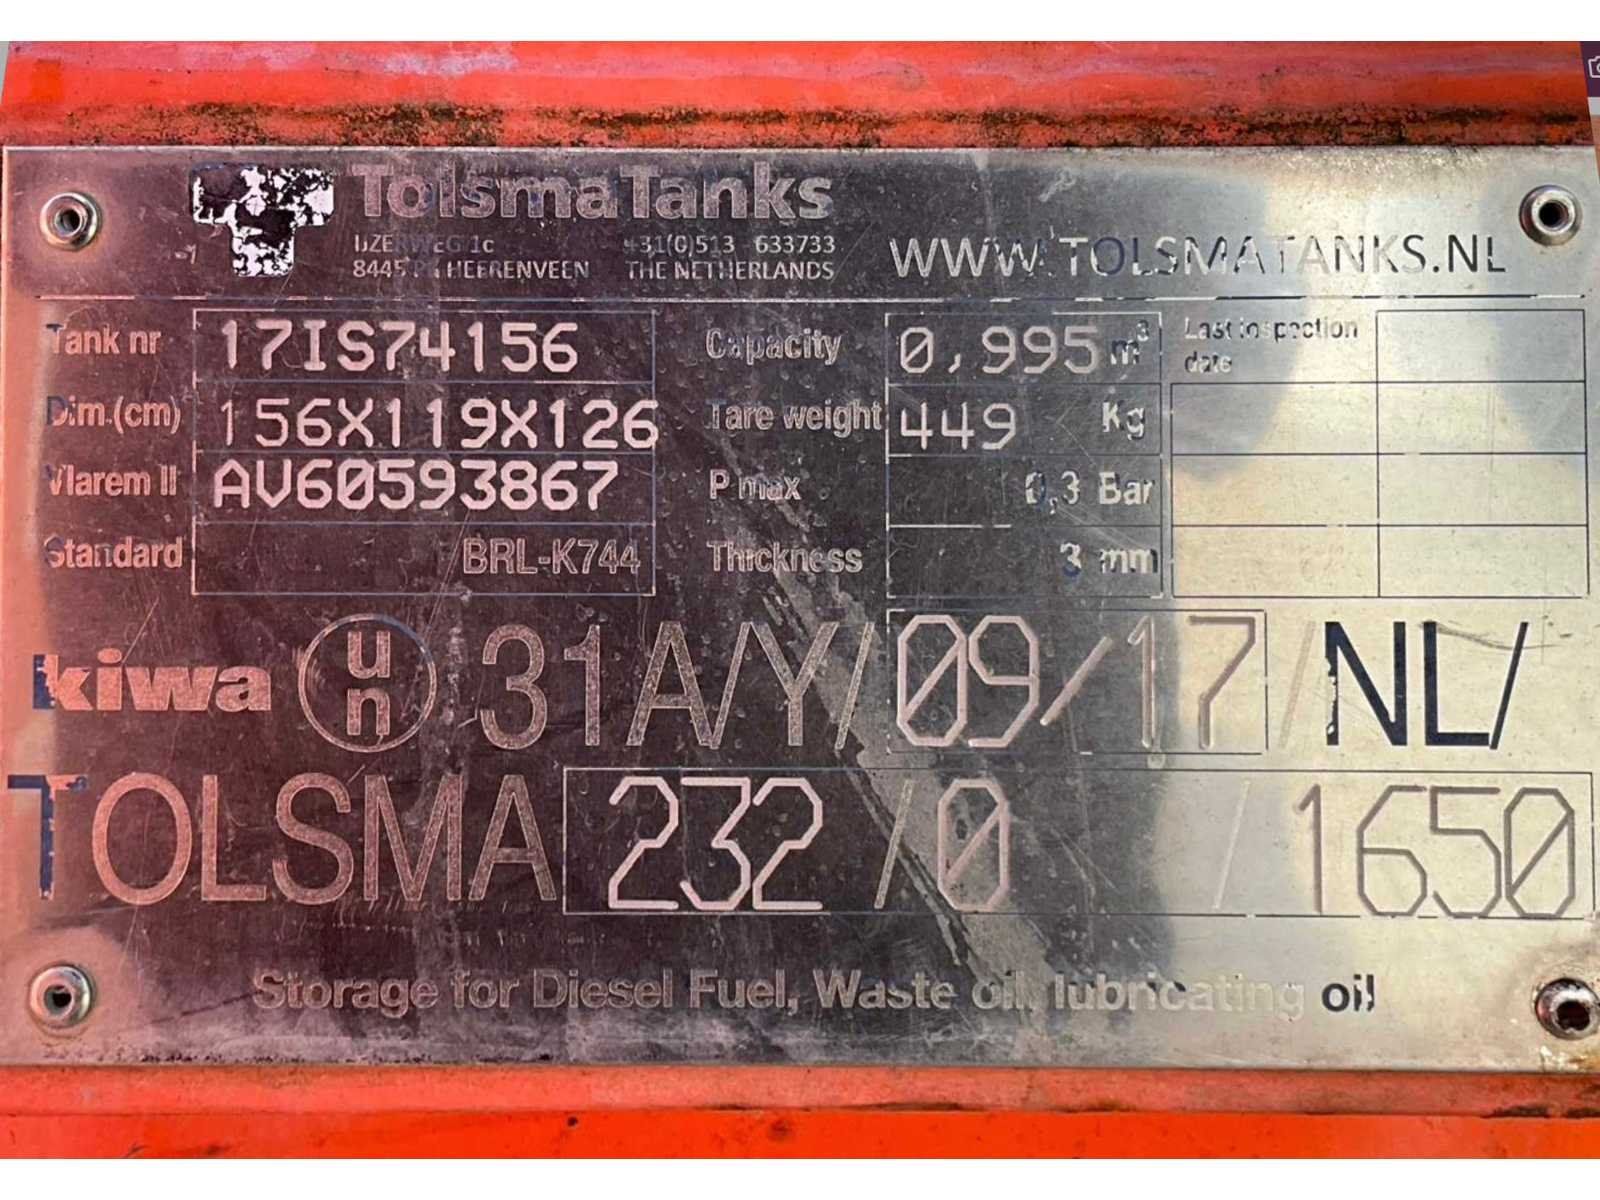 TolsmaTanks
IJZERWEG 1c +31(0)513 633733
8445 PK HEERENVEEN THE NETHERLANDS
WWW.TOLSMATANKS.NL
Tank nr 17IS74156 Capacity 0,995 m³ Last inspection
date
Dim.(cm) 156X119X126 Tare weight 449 Kg
Vlarem II AV60593867 P max 0,3 Bar
Standard BRL-K744 Thickness 3 mm
kiwa un 31A/Y/09/17/NL/
TOLSMA 232/0 / 1650
Storage for Diesel Fuel, Waste oil, lubricating oil